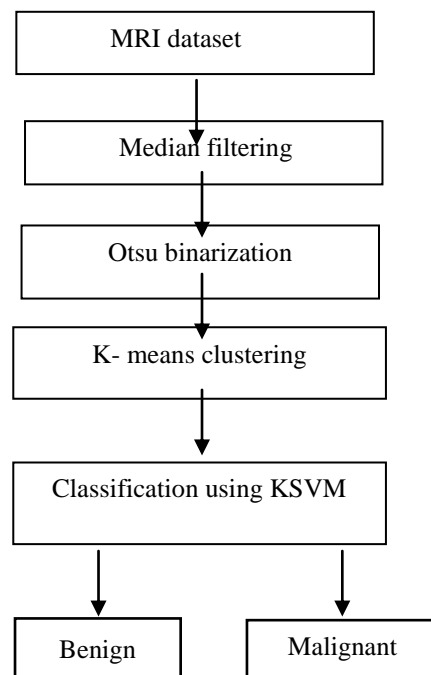 MRI dataset
Median filtering
Otsu binarization
K- means clustering
Classification using KSVM
Benign
Malignant